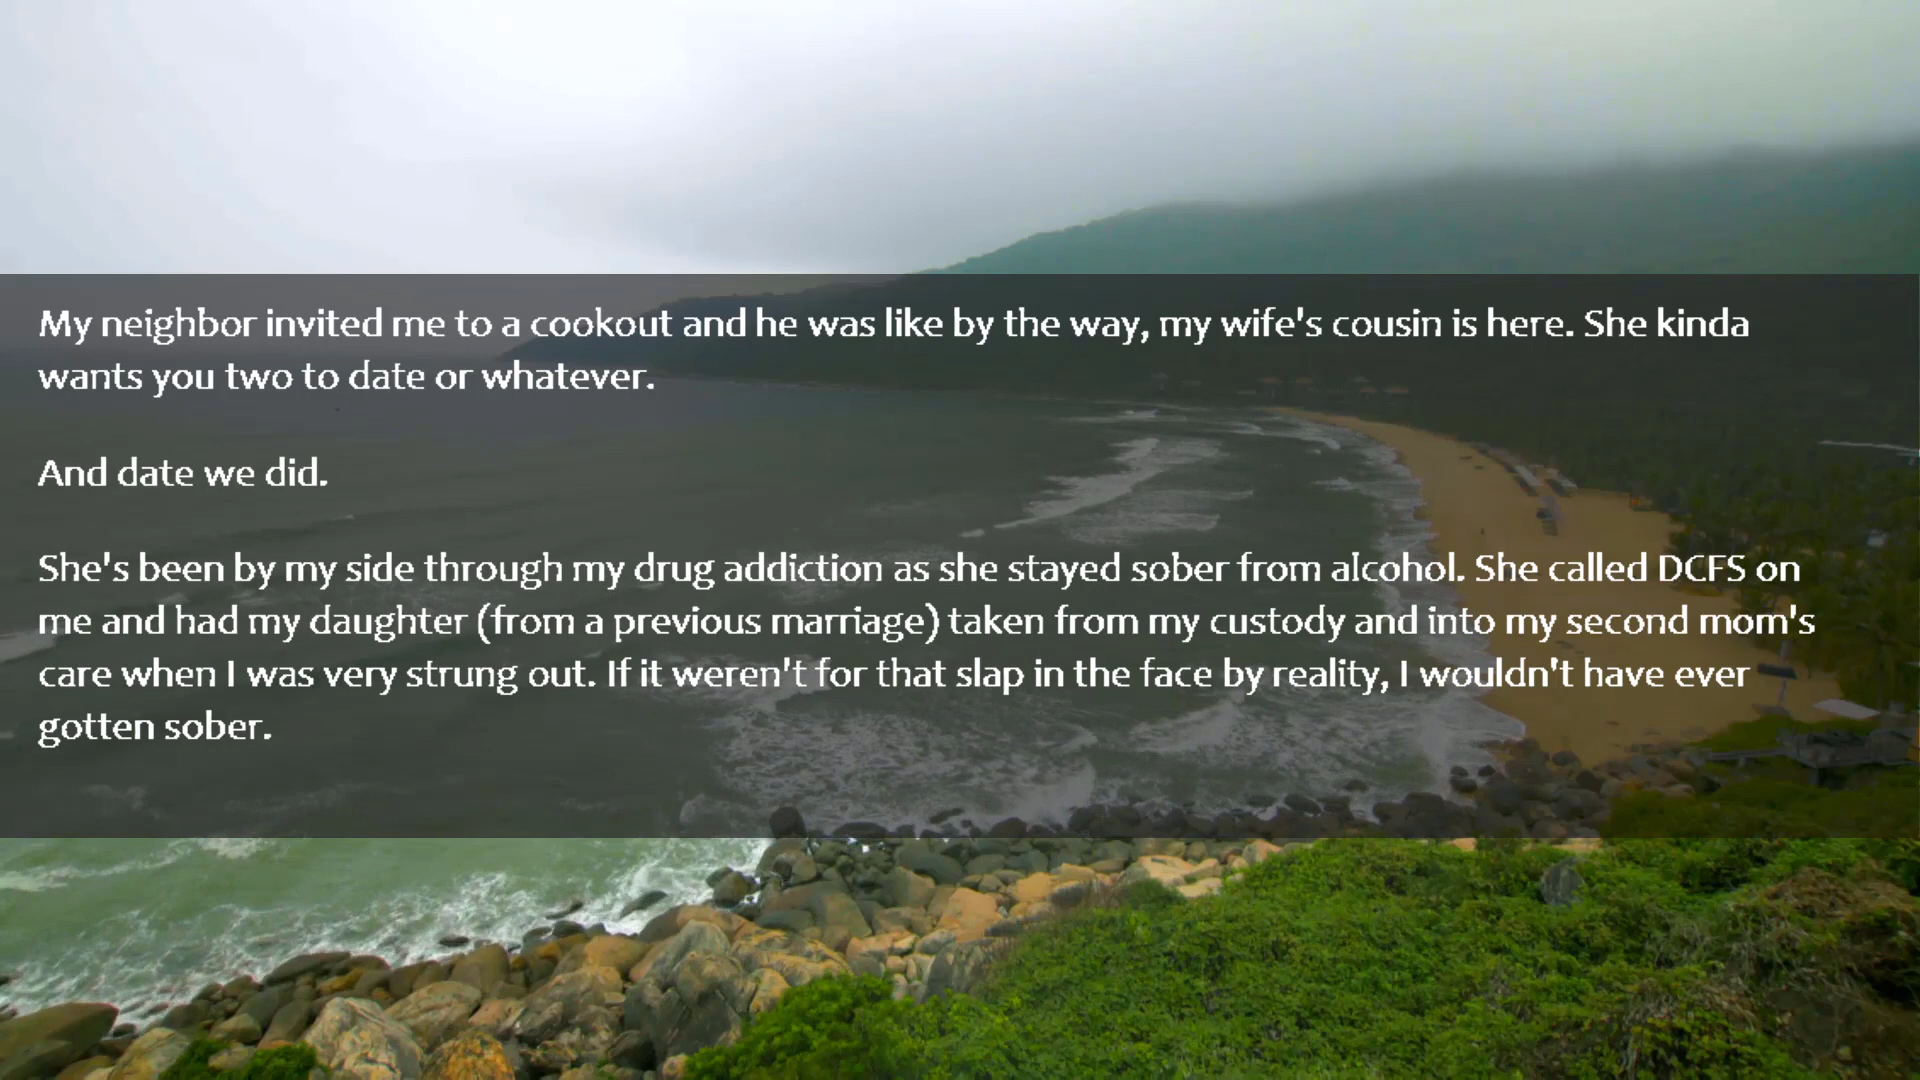 My neighbor invited me to a cookout and he was like by the way, my wife's cousin is here. She kinda
wants you two to date or whatever.
And date we did.
She's been by my side through my drug addiction as she stayed sober from alcohol. She called DCFS on
me and had my daughter (from a previous marriage) taken from my custody and into my second mom's
care when I was very strung out. If it weren't for that slap in the face by reality, I wouldn't have ever
gotten sober.